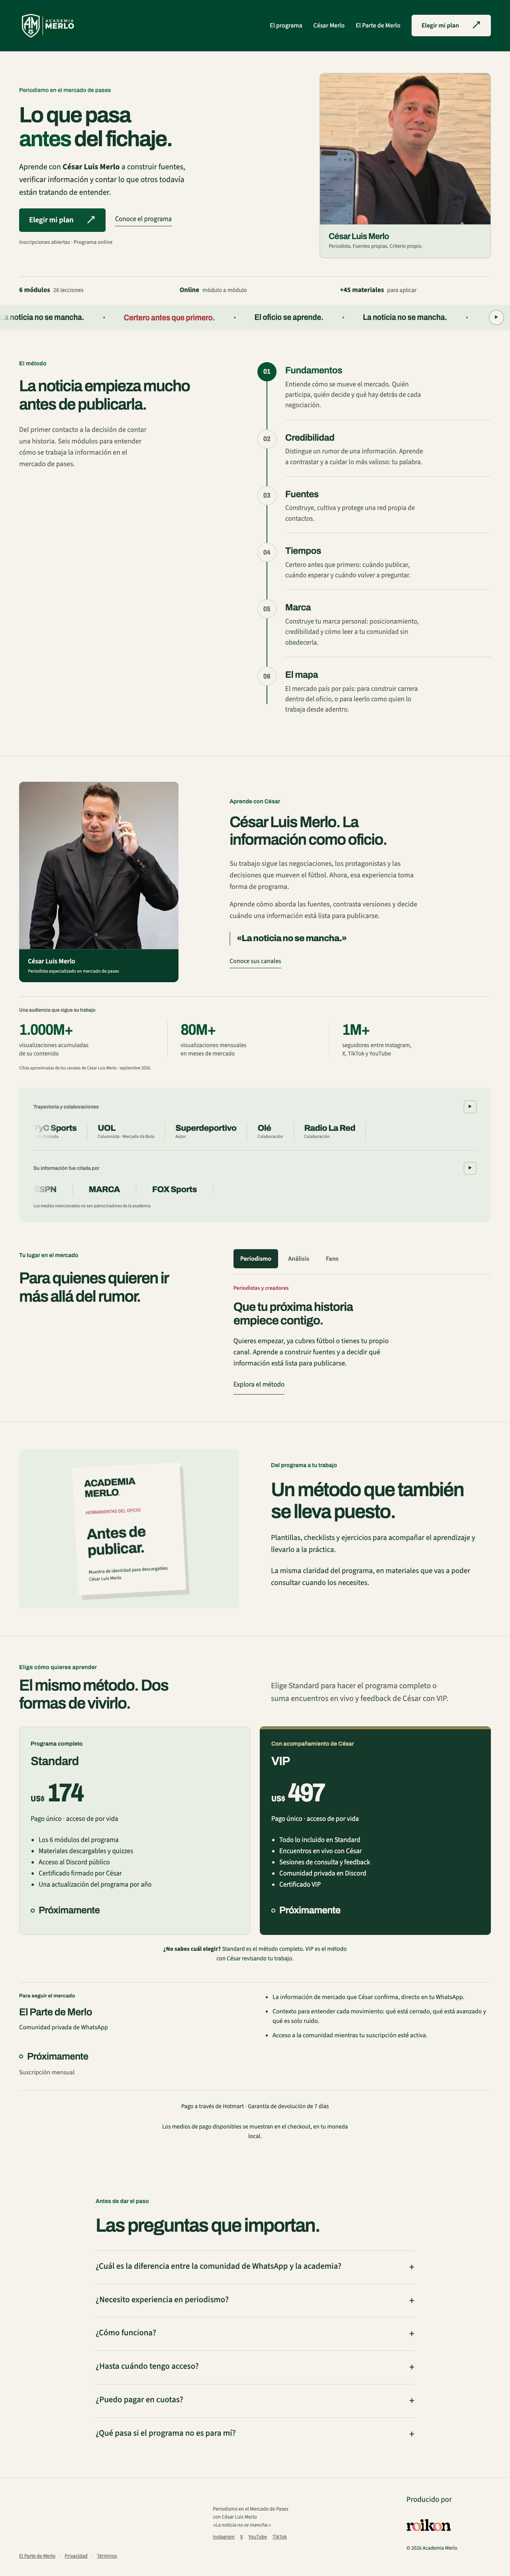 ACADEMIA
MERLO
El programa
César Merlo
El Parte de Merlo
Elegir mi plan
Periodismo en el mercado de pases
Lo que pasa
antes del fichaje.
Aprende con César Luis Merlo a construir fuentes,
verificar información y contar lo que otros todavía
están tratando de entender.
Elegir mi plan
Conoce el programa
Inscripciones abiertas · Programa online
César Luis Merlo
Periodista. Fuentes propias. Criterio propio.
6 módulos 26 lecciones
Online módulo a módulo
+45 materiales para aplicar
La noticia no se mancha.
Certero antes que primero.
El oficio se aprende.
La noticia no se mancha.
El método
La noticia empieza mucho
antes de publicarla.
Del primer contacto a la decisión de contar
una historia. Seis módulos para entender
cómo se trabaja la información en el
mercado de pases.
01
Fundamentos
Entiende cómo se mueve el mercado. Quién
participa, quién decide y qué hay detrás de cada
negociación.
02
Credibilidad
Distingue un rumor de una información. Aprende
a contrastar y a cuidar lo más valioso: tu palabra.
03
Fuentes
Construye, cultiva y protege una red propia de
contactos.
04
Tiempos
Certero antes que primero: cuándo publicar,
cuándo esperar y cuándo volver a preguntar.
05
Marca
Construye tu marca personal: posicionamiento,
credibilidad y cómo leer a tu comunidad sin
obedecerla.
06
El mapa
El mercado país por país: para construir carrera
dentro del oficio, o para leerlo como quien lo
trabaja desde adentro.
César Luis Merlo
Periodista especializado en mercado de pases
Aprende con César
César Luis Merlo. La
información como oficio.
Su trabajo sigue las negociaciones, los protagonistas y las
decisiones que mueven el fútbol. Ahora, esa experiencia toma
forma de programa.
Aprende cómo aborda las fuentes, contrasta versiones y decide
cuándo una información está lista para publicarse.
«La noticia no se mancha.»
Conoce sus canales
Una audiencia que sigue su trabajo
1.000M+
visualizaciones acumuladas
de su contenido
80M+
visualizaciones mensuales
en meses de mercado
1M+
seguidores entre Instagram,
X, TikTok y YouTube
Cifras aproximadas de los canales de César Luis Merlo · septiembre 2026.
Trayectoria y colaboraciones
TyC Sports
UOL
Columnista · Mercado da Bola
Superdeportivo
Autor
Olé
Colaboración
Radio La Red
Colaboración
Su información fue citada por
ESPN
MARCA
FOX Sports
Los medios mencionados no son patrocinadores de la academia.
Tu lugar en el mercado
Para quienes quieren ir
más allá del rumor.
Periodismo
Análisis
Fans
Periodistas y creadores
Que tu próxima historia
empiece contigo.
Quieres empezar, ya cubres fútbol o tienes tu propio
canal. Aprende a construir fuentes y a decidir qué
información está lista para publicarse.
Explora el método
ACADEMIA
MERLO.
HERRAMIENTAS DEL OFICIO
Antes de
publicar.
Muestra de identidad para descargables
César Luis Merlo
Del programa a tu trabajo
Un método que también
se lleva puesto.
Plantillas, checklists y ejercicios para acompañar el aprendizaje y
llevarlo a la práctica.
La misma claridad del programa, en materiales que vas a poder
consultar cuando los necesites.
Elige cómo quieres aprender
El mismo método. Dos
formas de vivirlo.
Elige Standard para hacer el programa completo o
suma encuentros en vivo y feedback de César con VIP.
Programa completo
Standard
US$ 174
Pago único · acceso de por vida
Los 6 módulos del programa
Materiales descargables y quizzes
Acceso al Discord público
Certificado firmado por César
Una actualización del programa por año
Próximamente
Con acompañamiento de César
VIP
US$ 497
Pago único · acceso de por vida
Todo lo incluido en Standard
Encuentros en vivo con César
Sesiones de consulta y feedback
Comunidad privada en Discord
Certificado VIP
Próximamente
¿No sabes cuál elegir? Standard es el método completo. VIP es el método
con César revisando tu trabajo.
Para seguir el mercado
El Parte de Merlo
Comunidad privada de WhatsApp
Próximamente
Suscripción mensual
La información de mercado que César confirma, directo en tu WhatsApp.
Contexto para entender cada movimiento: qué está cerrado, qué está avanzado y
qué es solo ruido.
Acceso a la comunidad mientras tu suscripción esté activa.
Pago a través de Hotmart · Garantía de devolución de 7 días
Los medios de pago disponibles se muestran en el checkout, en tu moneda
local.
Antes de dar el paso
Las preguntas que importan.
¿Cuál es la diferencia entre la comunidad de WhatsApp y la academia?
¿Necesito experiencia en periodismo?
¿Cómo funciona?
¿Hasta cuándo tengo acceso?
¿Puedo pagar en cuotas?
¿Qué pasa si el programa no es para mí?
El Parte de Merlo
Privacidad
Términos
Periodismo en el Mercado de Pases
con César Luis Merlo
«La noticia no se mancha.»
Instagram
X
YouTube
TikTok
Producido por
roikon
© 2026 Academia Merlo